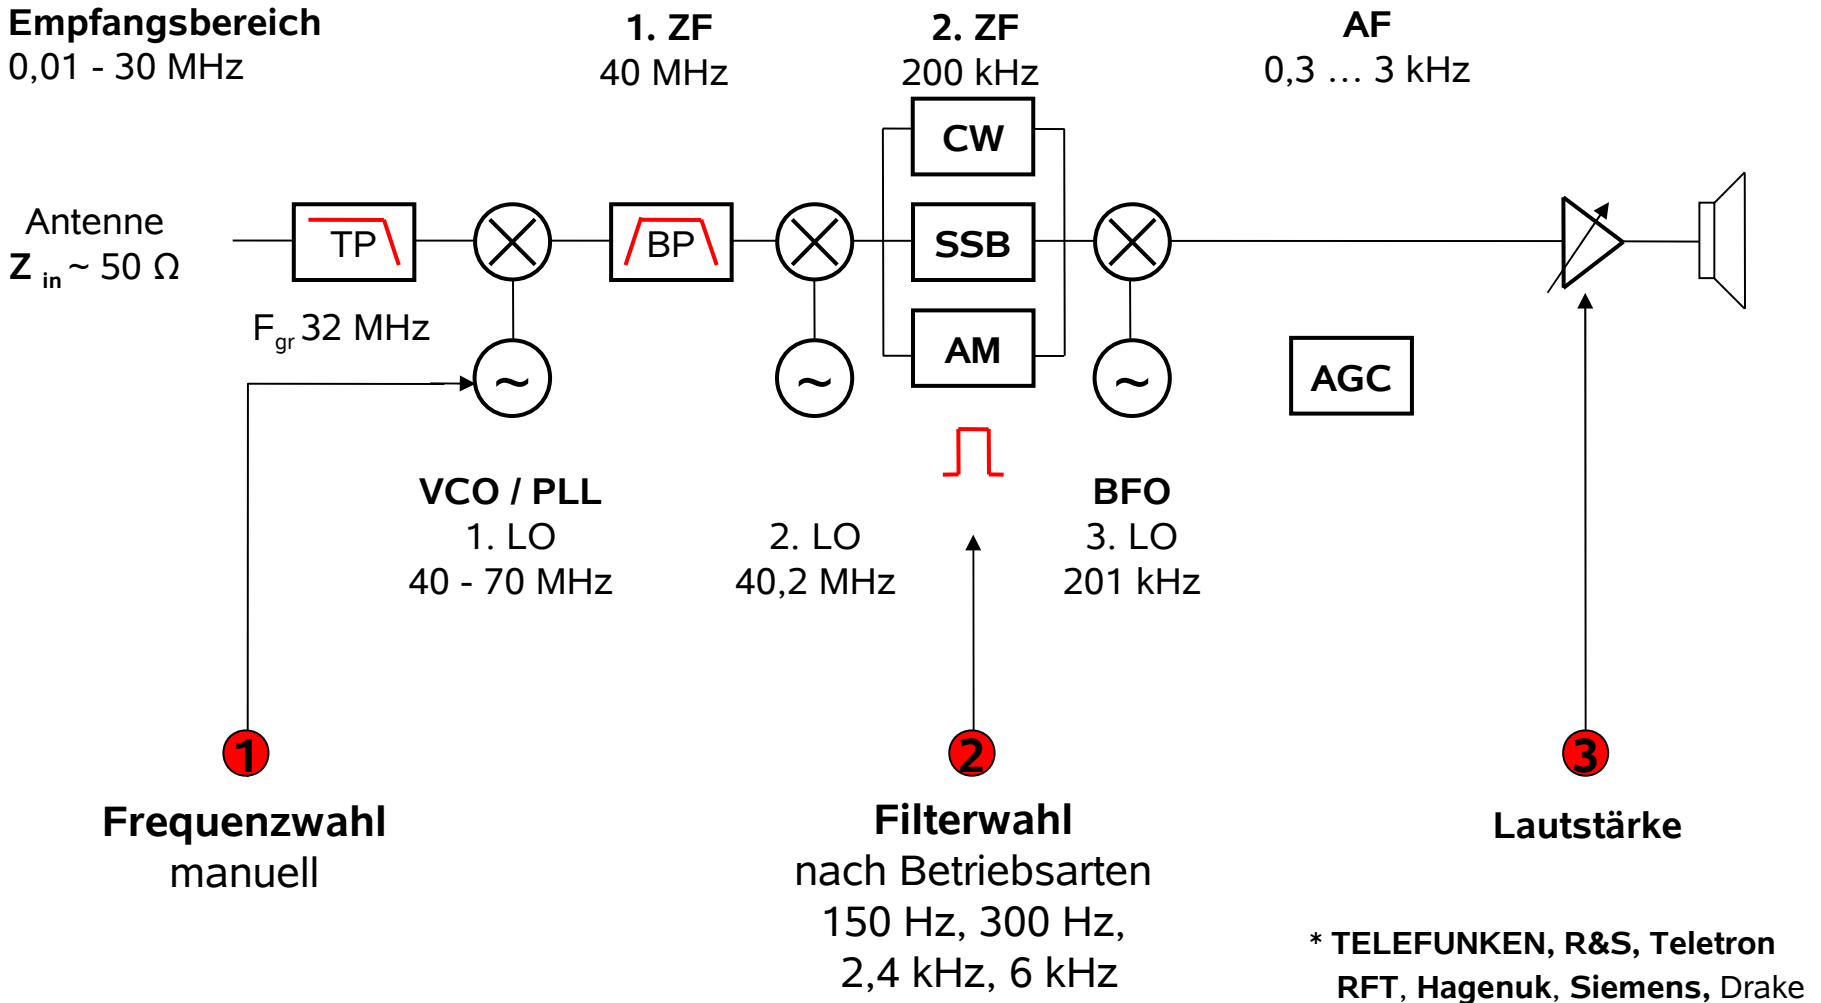 Empfangsbereich
0,01 - 30 MHz
1. ZF
40 MHz
2. ZF
200 kHz
AF
0,3 … 3 kHz
CW
Antenne
Z in ~ 50 Ω
TP
BP
SSB
F gr 32 MHz
AM
~
~
~
AGC
VCO / PLL
1. LO
40 - 70 MHz
2. LO
40,2 MHz
BFO
3. LO
201 kHz
1
2
3
Frequenzwahl
manuell
Filterwahl
nach Betriebsarten
150 Hz, 300 Hz,
2,4 kHz, 6 kHz
Lautstärke
* TELEFUNKEN, R&S, Teletron
RFT, Hagenuk, Siemens, Drake